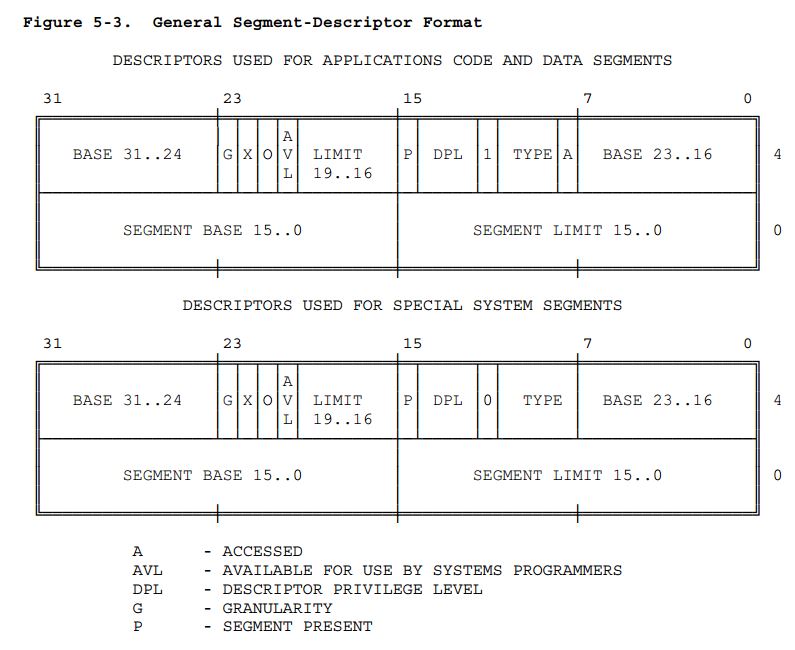 Figure 5-3.  General Segment-Descriptor Format
DESCRIPTORS USED FOR APPLICATIONS CODE AND DATA SEGMENTS
31 23 15 7 0
BASE 31..24 G X O AVL LIMIT 19..16 P DPL 1 TYPE A BASE 23..16 4
SEGMENT BASE 15..0 SEGMENT LIMIT 15..0 0
DESCRIPTORS USED FOR SPECIAL SYSTEM SEGMENTS
31 23 15 7 0
BASE 31..24 G X O AVL LIMIT 19..16 P DPL 0 TYPE BASE 23..16 4
SEGMENT BASE 15..0 SEGMENT LIMIT 15..0 0
A - ACCESSED
AVL - AVAILABLE FOR USE BY SYSTEMS PROGRAMMERS
DPL - DESCRIPTOR PRIVILEGE LEVEL
G - GRANULARITY
P - SEGMENT PRESENT